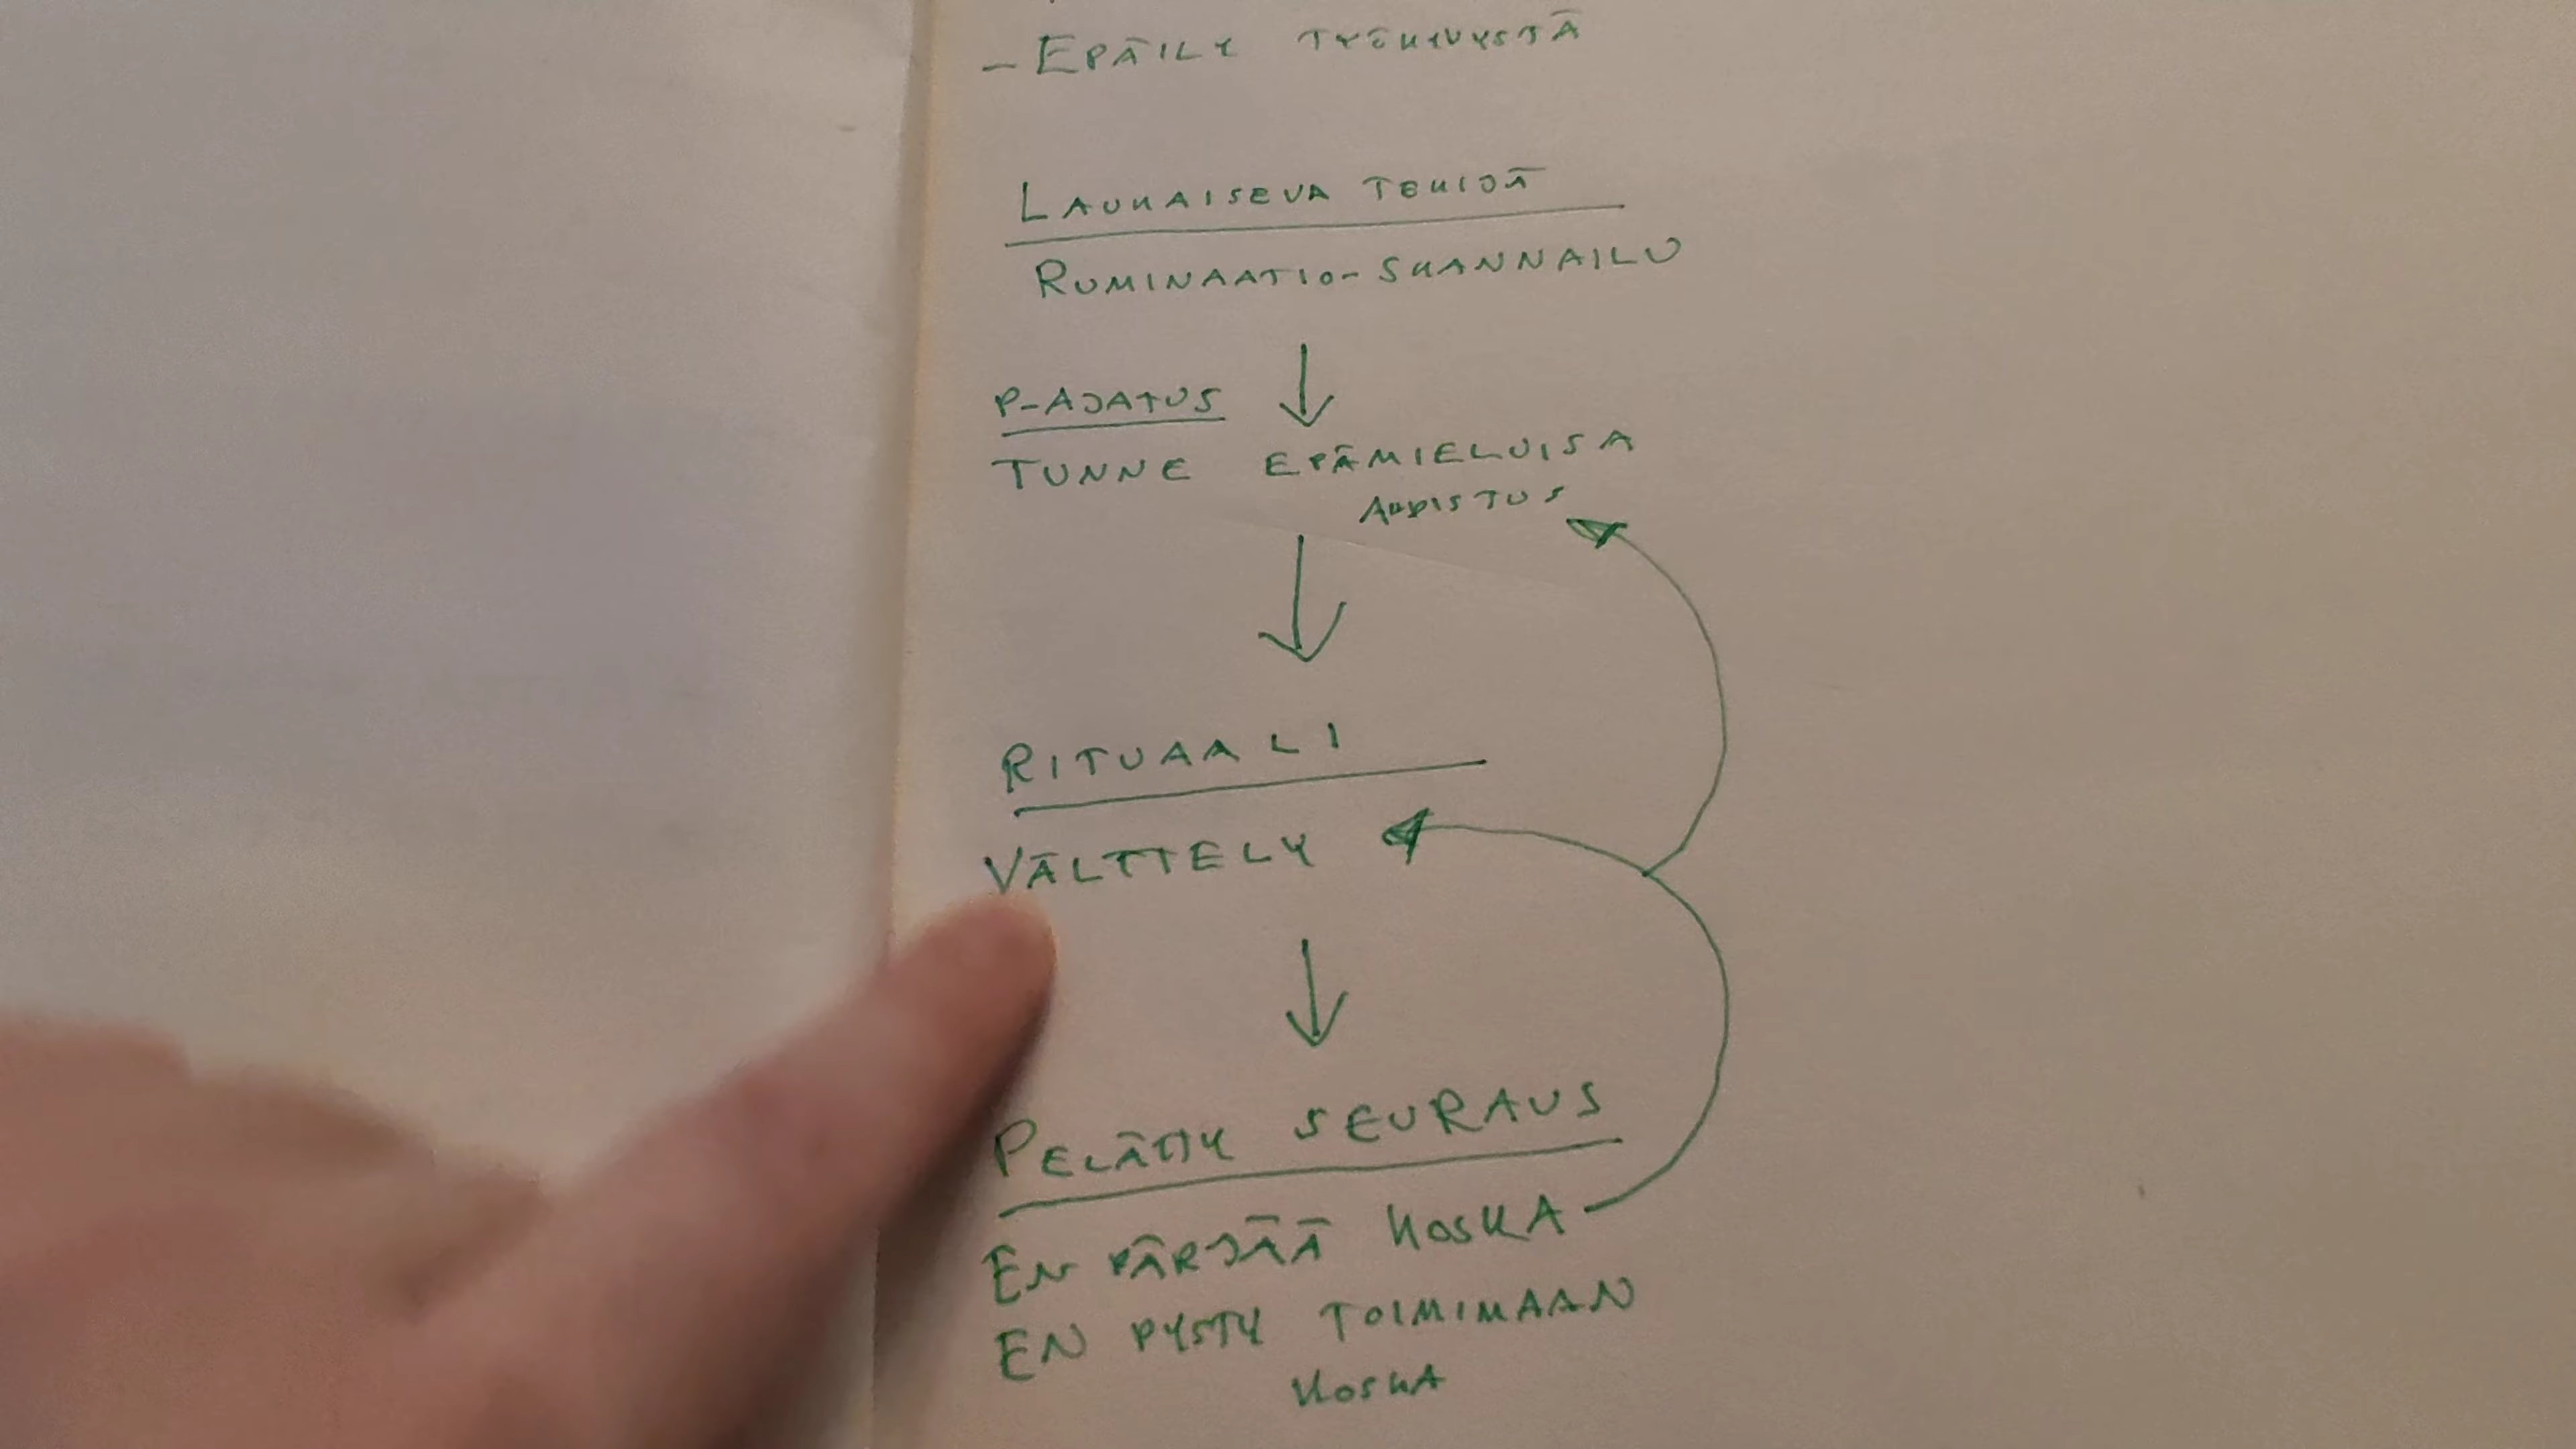 - EPÄILY TYÖKYVYSTÄ
LAUKAISEVA TEKIJÄ
RUMINAATIO- SKANNAILU
P-AJATUS
TUNNE EPÄMIELUISA
AHDISTUS
RITUAALI
VÄLTTELY
PELÄTTY SEURAUS
EN PÄRJÄÄ KOSKA
EN PYSTY TOIMIMAAN
KOSKA